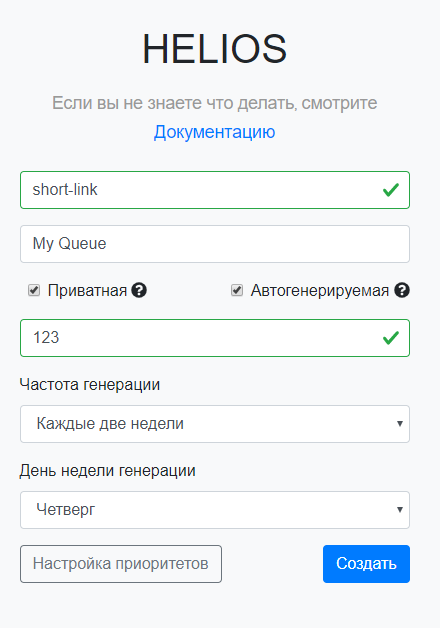 HELIOS
Если вы не знаете что делать, смотрите
Документацию
short-link
My Queue
Приватная ? Автогенерируемая ?
123
Частота генерации
Каждые две недели
День недели генерации
Четверг
Настройка приоритетов Создать